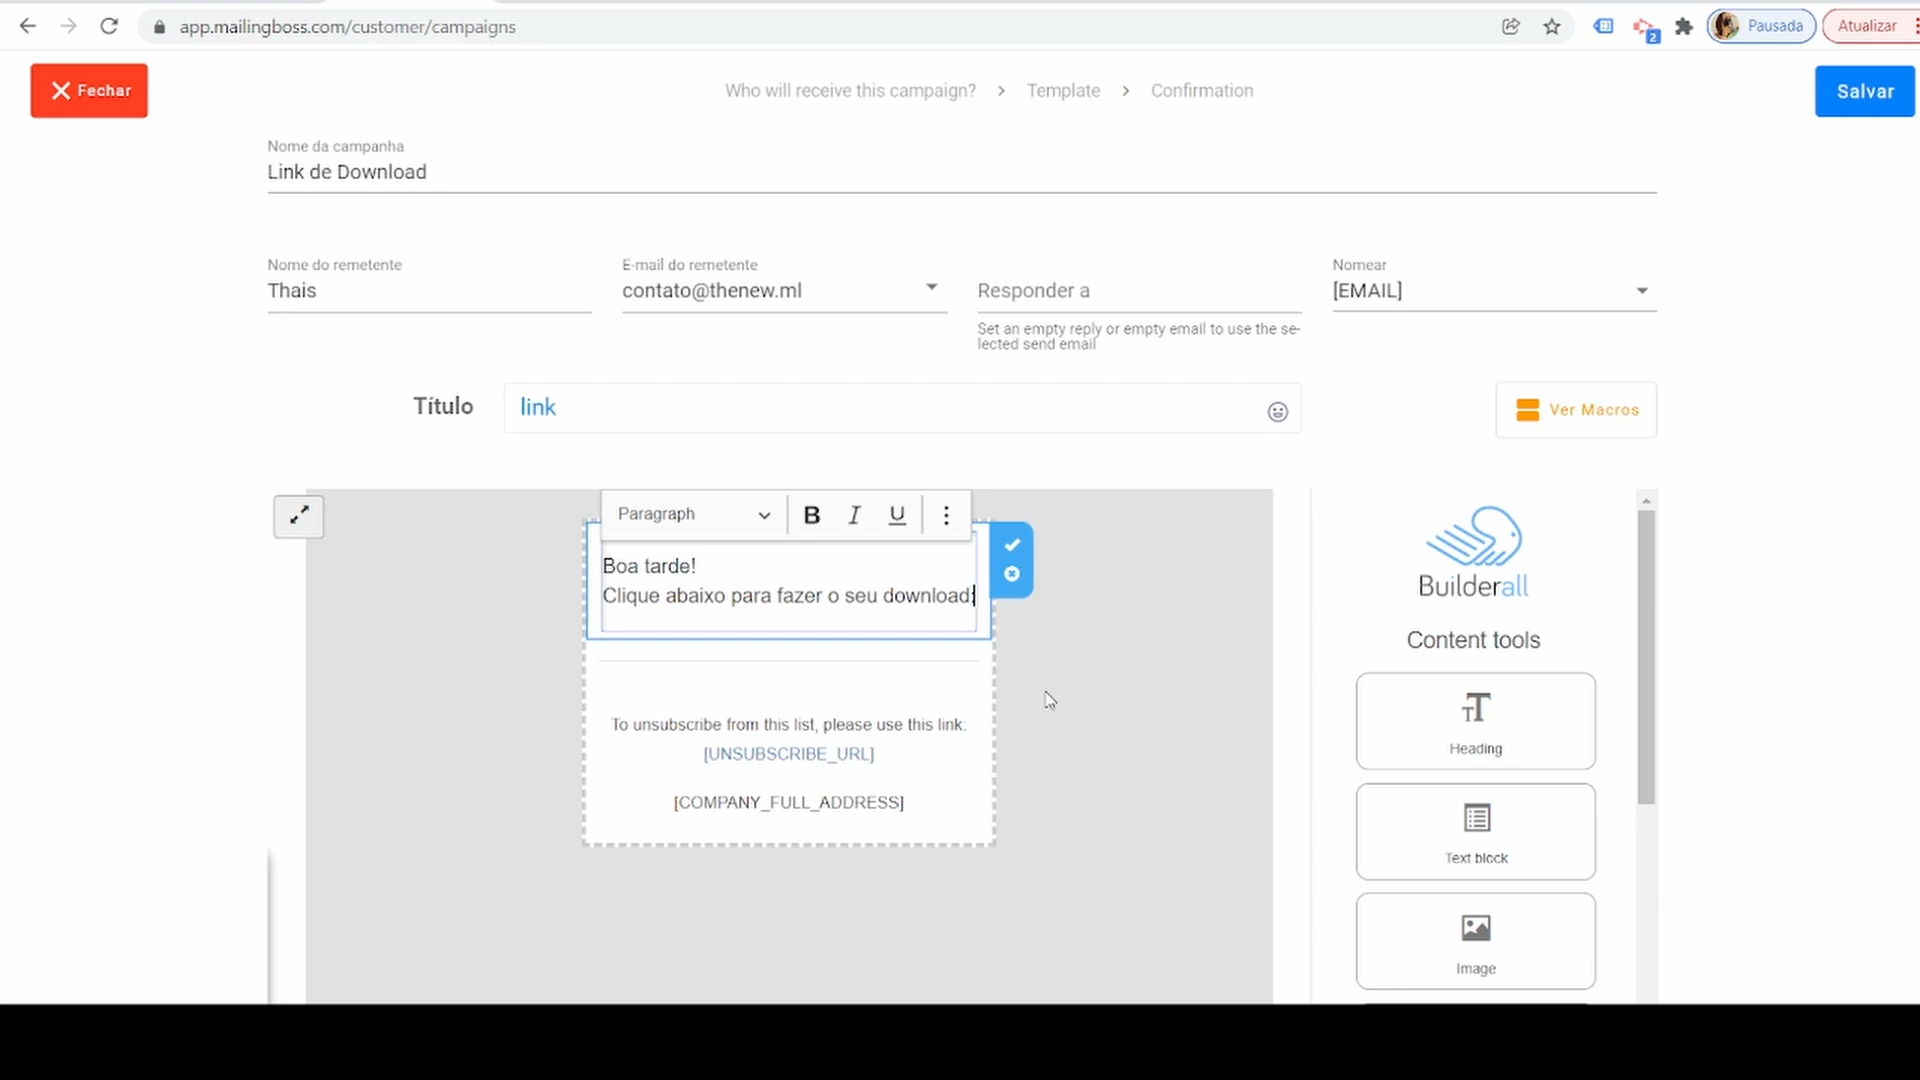 app.mailingboss.com/customer/campaigns
2
Pausada
Atualizar
Fechar
Who will receive this campaign?
Template
Confirmation
Salvar
Nome da campanha
Link de Download
Nome do remetente
Thais
E-mail do remetente
contato@thenew.ml
Responder a
Set an empty reply or empty email to use the se-
lected send email
Nomear
[EMAIL]
Título
link
Ver Macros
Paragraph
B I U
Boa tarde!
Clique abaixo para fazer o seu download:
To unsubscribe from this list, please use this link:
[UNSUBSCRIBE_URL]
[COMPANY_FULL_ADDRESS]
Builderall
Content tools
Heading
Text block
Image